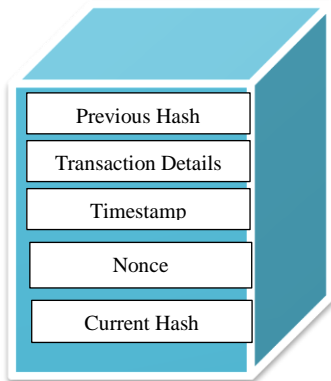 Previous Hash
Transaction Details
Timestamp
Nonce
Current Hash